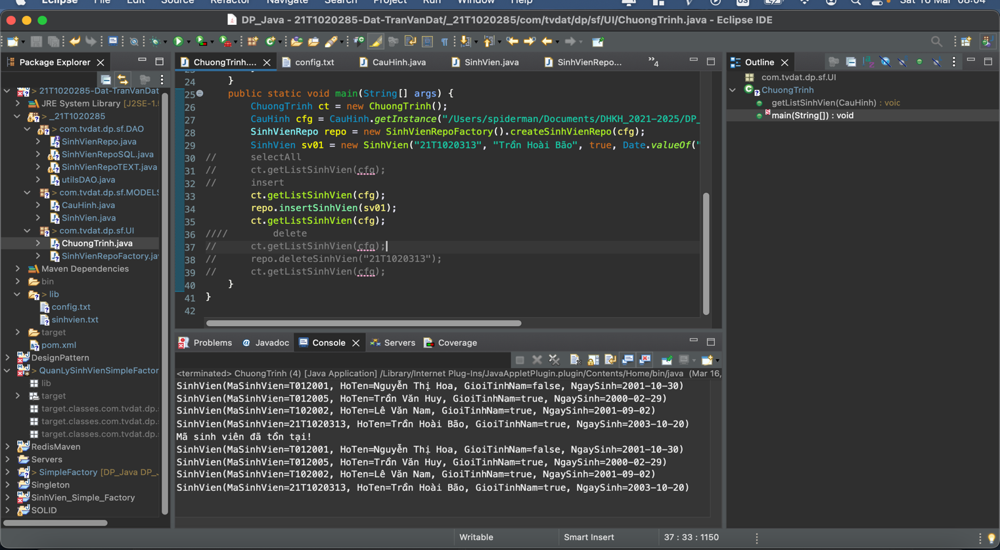 Eclipse File Edit Source Refactor Navigate Search Project Run Window Help Sat 16 Mar 08:04
DP_Java - 21T1020285-Dat-TranVanDat/_21T1020285/com/tvdat/dp/sf/UI/ChuongTrinh.java - Eclipse IDE
Package Explorer
> 21T1020285-Dat-TranVanDat
JRE System Library [J2SE-1.5
> _21T1020285
> com.tvdat.dp.sf.DAO
SinhVienRepo.java
SinhVienRepoSQL.java
SinhVienRepoTEXT.java
utilsDAO.java
> com.tvdat.dp.sf.MODELS
CauHinh.java
SinhVien.java
> com.tvdat.dp.sf.UI
ChuongTrinh.java
SinhVienRepoFactory.ja
Maven Dependencies
bin
> lib
config.txt
sinhvien.txt
target
pom.xml
DesignPattern
> QuanLySinhVienSimpleFactor
lib
target
target.classes.com.tvdat.dp.
target.classes.com.tvdat.dp.
target.classes.com.tvdat.dp.
RedisMaven
Servers
> SimpleFactory [DP_Java DP_
Singleton
SinhVien_Simple_Factory
SOLID
ChuongTrinh.... config.txt CauHinh.java SinhVien.java SinhVienRepo... »4
24 }
25 public static void main(String[] args) {
26 ChuongTrinh ct = new ChuongTrinh();
27 CauHinh cfg = CauHinh.getInstance("/Users/spiderman/Documents/DHKH_2021-2025/DP_
28 SinhVienRepo repo = new SinhVienRepoFactory().createSinhVienRepo(cfg);
29 SinhVien sv01 = new SinhVien("21T1020313", "Trần Hoài Bão", true, Date.valueOf("
30 // selectAll
31 // ct.getListSinhVien(cfg);
32 // insert
33 ct.getListSinhVien(cfg);
34 repo.insertSinhVien(sv01);
35 ct.getListSinhVien(cfg);
36 //// delete
37 // ct.getListSinhVien(cfg);
38 // repo.deleteSinhVien("21T1020313");
39 // ct.getListSinhVien(cfg);
40 }
41 }
42
Problems @ Javadoc Console Servers Coverage
<terminated> ChuongTrinh (4) [Java Application] /Library/Internet Plug-Ins/JavaAppletPlugin.plugin/Contents/Home/bin/java (Mar 16,
SinhVien(MaSinhVien=T012001, HoTen=Nguyễn Thị Hoa, GioiTinhNam=false, NgaySinh=2001-10-30)
SinhVien(MaSinhVien=T012005, HoTen=Trần Văn Huy, GioiTinhNam=true, NgaySinh=2000-02-29)
SinhVien(MaSinhVien=T102002, HoTen=Lê Văn Nam, GioiTinhNam=true, NgaySinh=2001-09-02)
SinhVien(MaSinhVien=21T1020313, HoTen=Trần Hoài Bão, GioiTinhNam=true, NgaySinh=2003-10-20)
Mã sinh viên đã tồn tại!
SinhVien(MaSinhVien=T012001, HoTen=Nguyễn Thị Hoa, GioiTinhNam=false, NgaySinh=2001-10-30)
SinhVien(MaSinhVien=T012005, HoTen=Trần Văn Huy, GioiTinhNam=true, NgaySinh=2000-02-29)
SinhVien(MaSinhVien=T102002, HoTen=Lê Văn Nam, GioiTinhNam=true, NgaySinh=2001-09-02)
SinhVien(MaSinhVien=21T1020313, HoTen=Trần Hoài Bão, GioiTinhNam=true, NgaySinh=2003-10-20)
Outline
com.tvdat.dp.sf.UI
ChuongTrinh
getListSinhVien(CauHinh) : voic
main(String[]) : void
Writable Smart Insert 37 : 33 : 1150